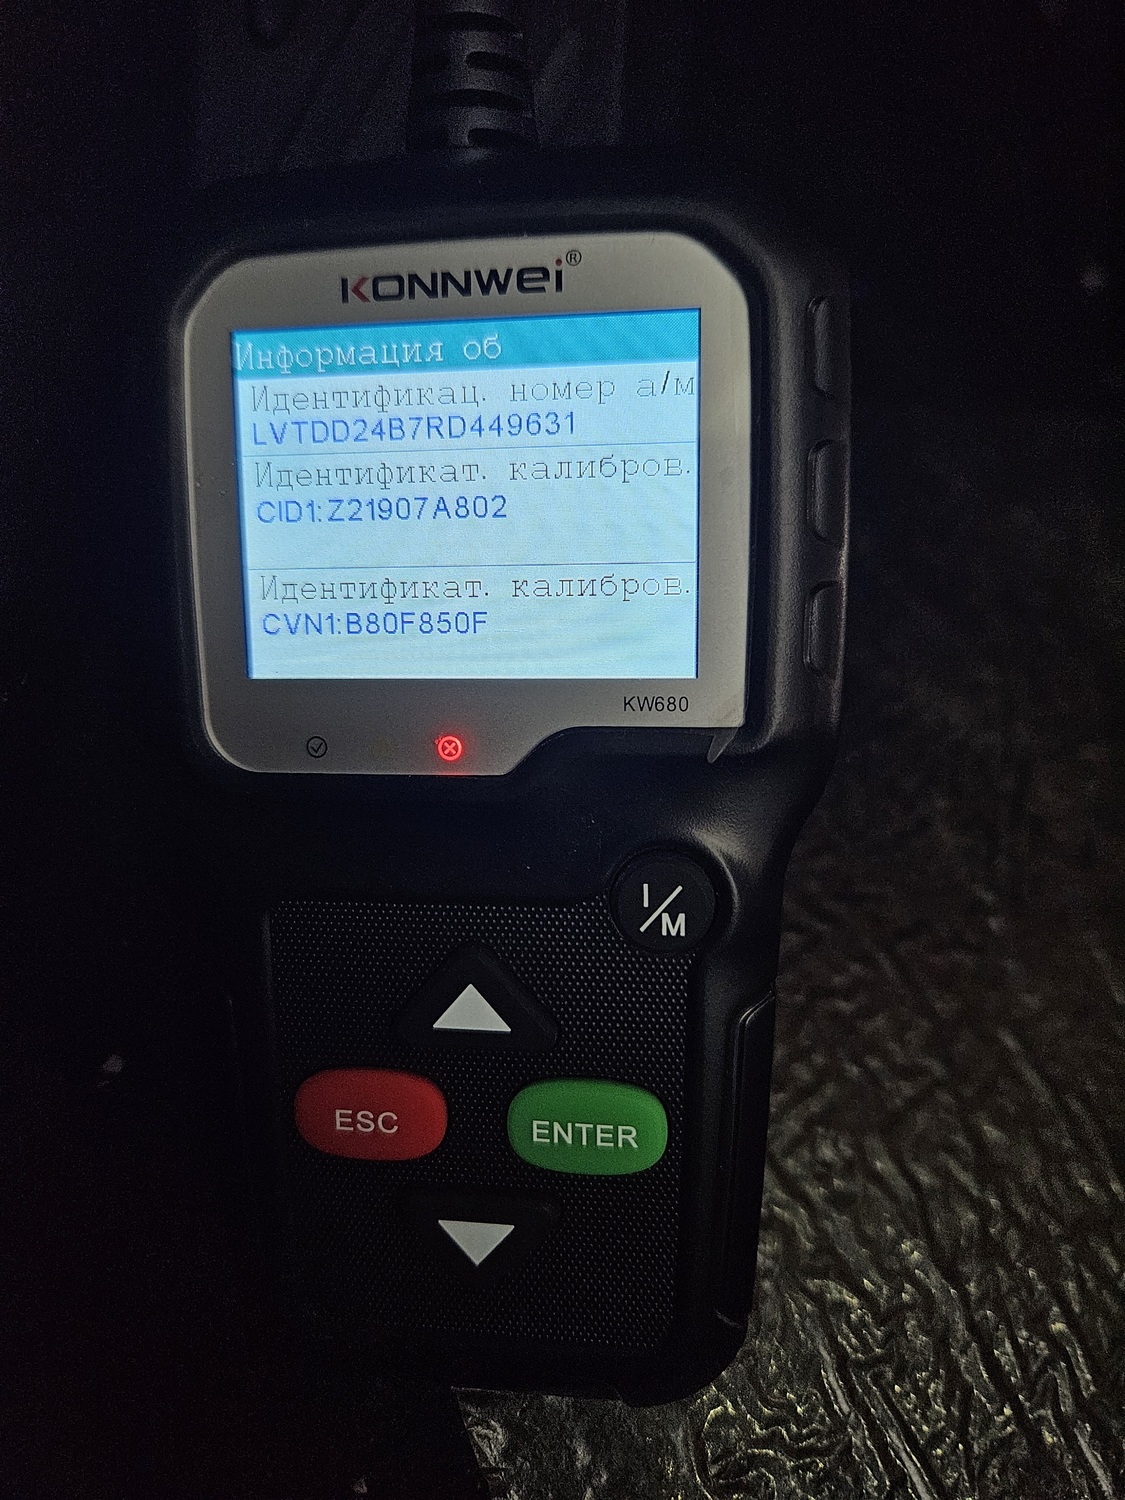 KONNWEI®
Информация об
Идентификац. номер а/м
LVTDD24B7RD449631
Идентификат. калибров.
CID1:Z21907A802
Идентификат. калибров.
CVN1:B80F850F
KW680
I/M
ESC
ENTER